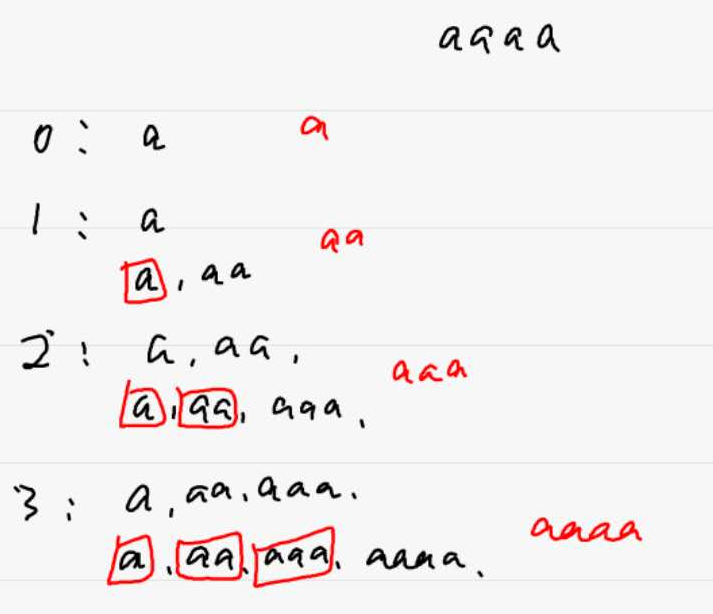 aaaa
0: a a
1: a
aa
a, aa
2: a, aa,
aaa
a, aa, aaa,
3: a, aa, aaa.
aaaa
a, aa, aaa, aaaa,